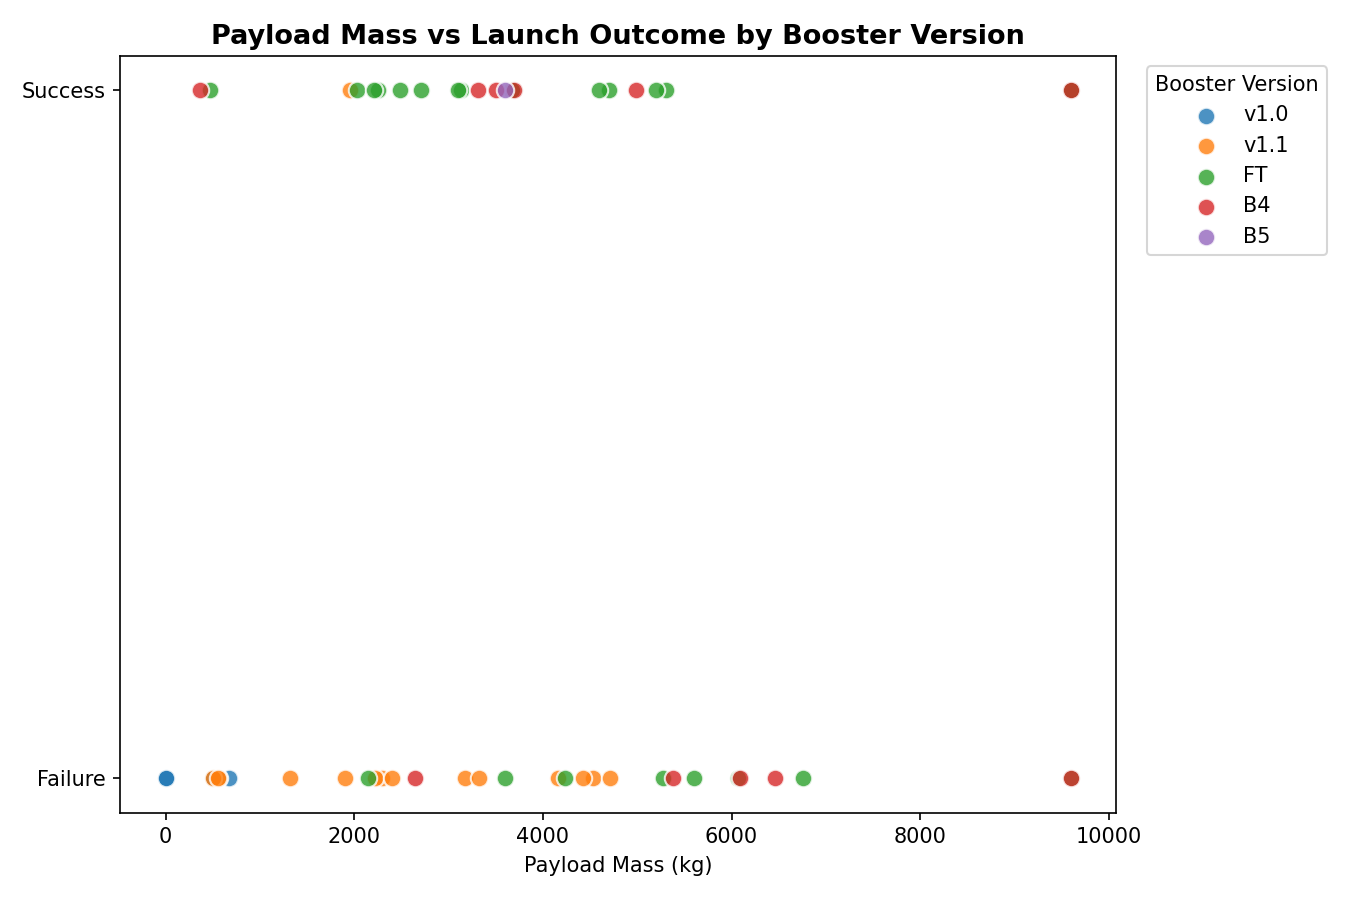 Payload Mass vs Launch Outcome by Booster Version
Success
Failure
0
2000
4000
6000
8000
10000
Payload Mass (kg)
Booster Version
v1.0
v1.1
FT
B4
B5